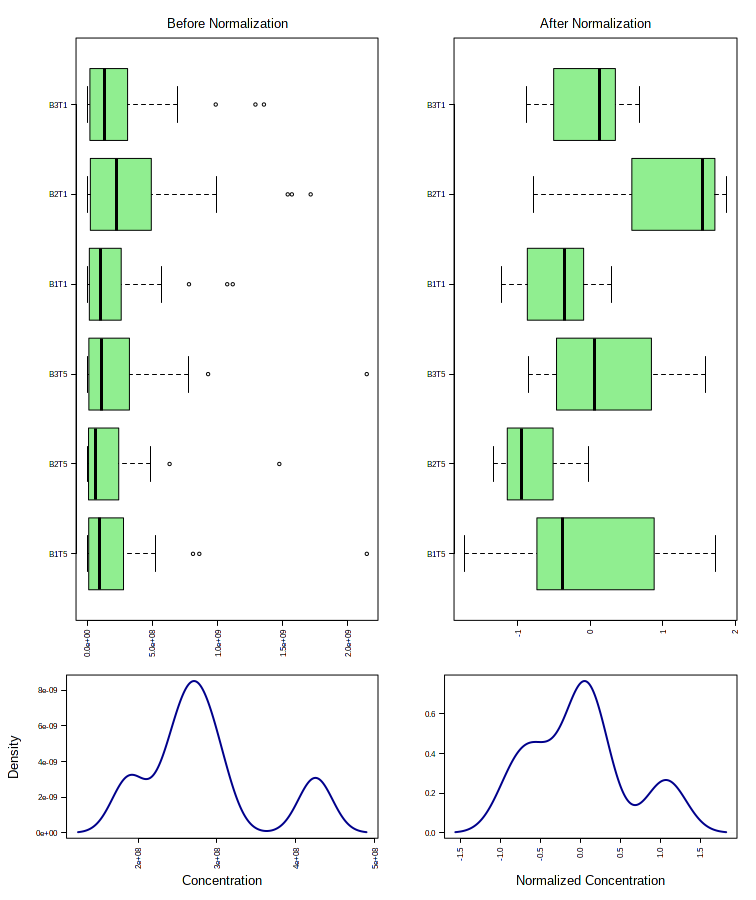 Before Normalization
After Normalization
B3T1
B2T1
B1T1
B3T5
B2T5
B1T5
0.0e+00
5.0e+08
1.0e+09
1.5e+09
2.0e+09
B3T1
B2T1
B1T1
B3T5
B2T5
B1T5
-1
0
1
2
Density
8e-09
6e-09
4e-09
2e-09
0e+00
2e+08
3e+08
4e+08
5e+08
Concentration
0.6
0.4
0.2
0.0
-1.5
-1.0
-0.5
0.0
0.5
1.0
1.5
Normalized Concentration